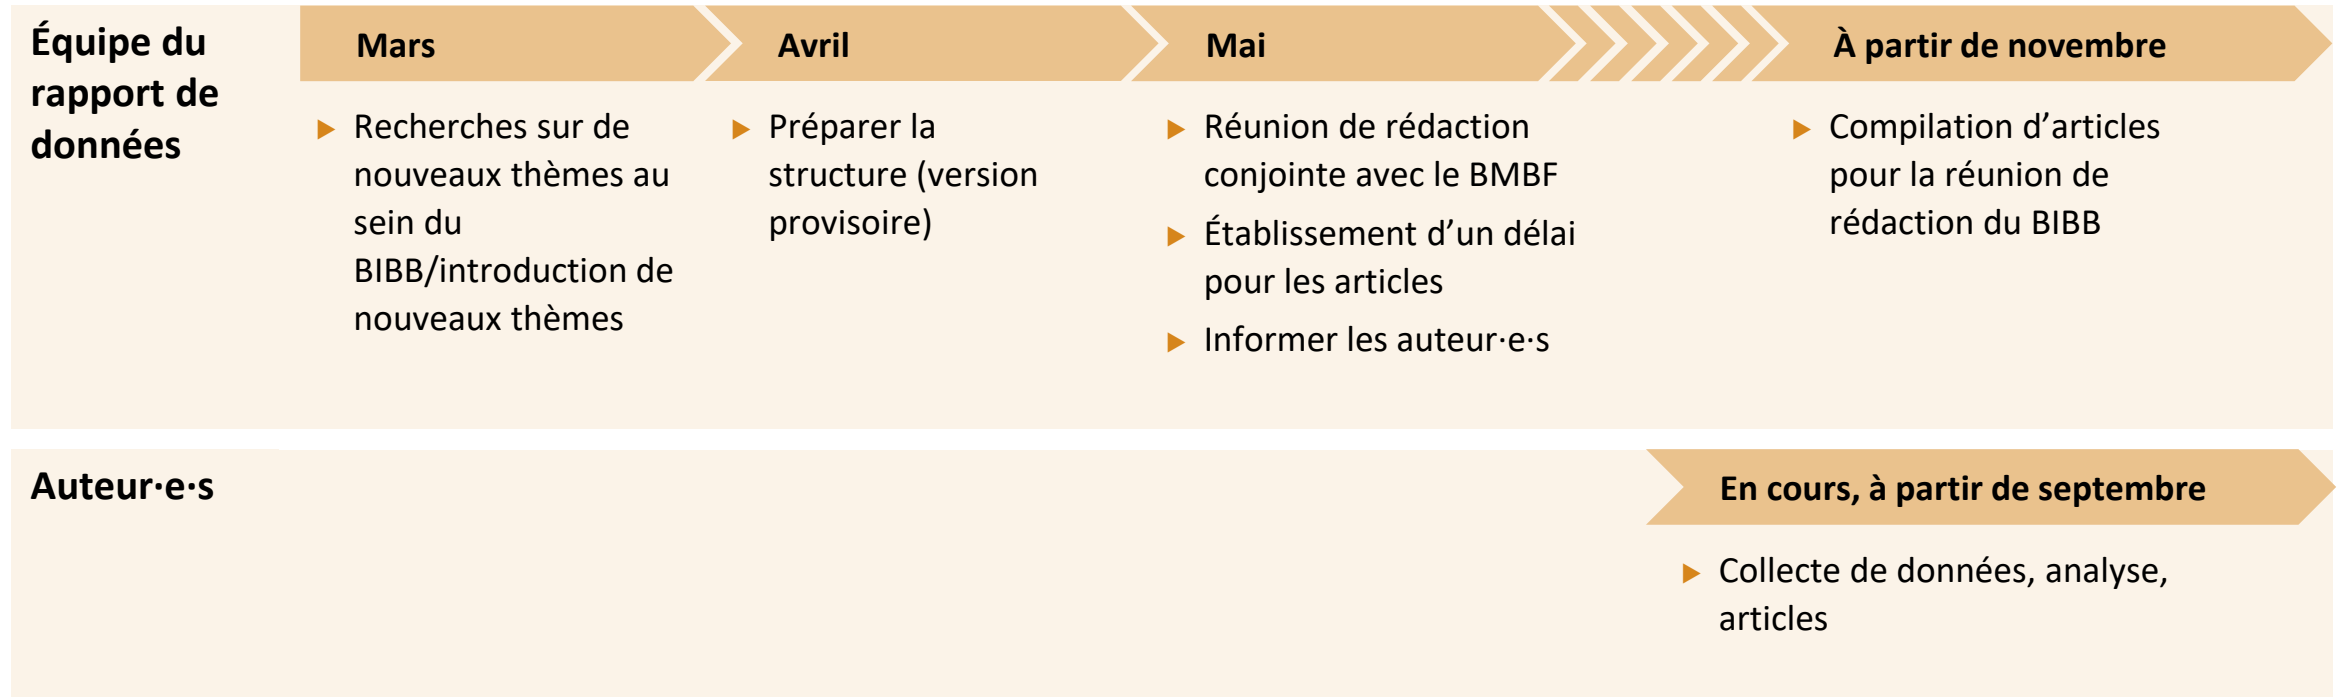 Équipe du
rapport de
données
Mars
Recherches sur de
nouveaux thèmes au
sein du
BIBB/introduction de
nouveaux thèmes
Avril
Préparer la
structure (version
provisoire)
Mai
Réunion de rédaction
conjointe avec le BMBF
Établissement d’un délai
pour les articles
Informer les auteur·e·s
À partir de novembre
Compilation d’articles
pour la réunion de
rédaction du BIBB
Auteur·e·s
En cours, à partir de septembre
Collecte de données, analyse,
articles